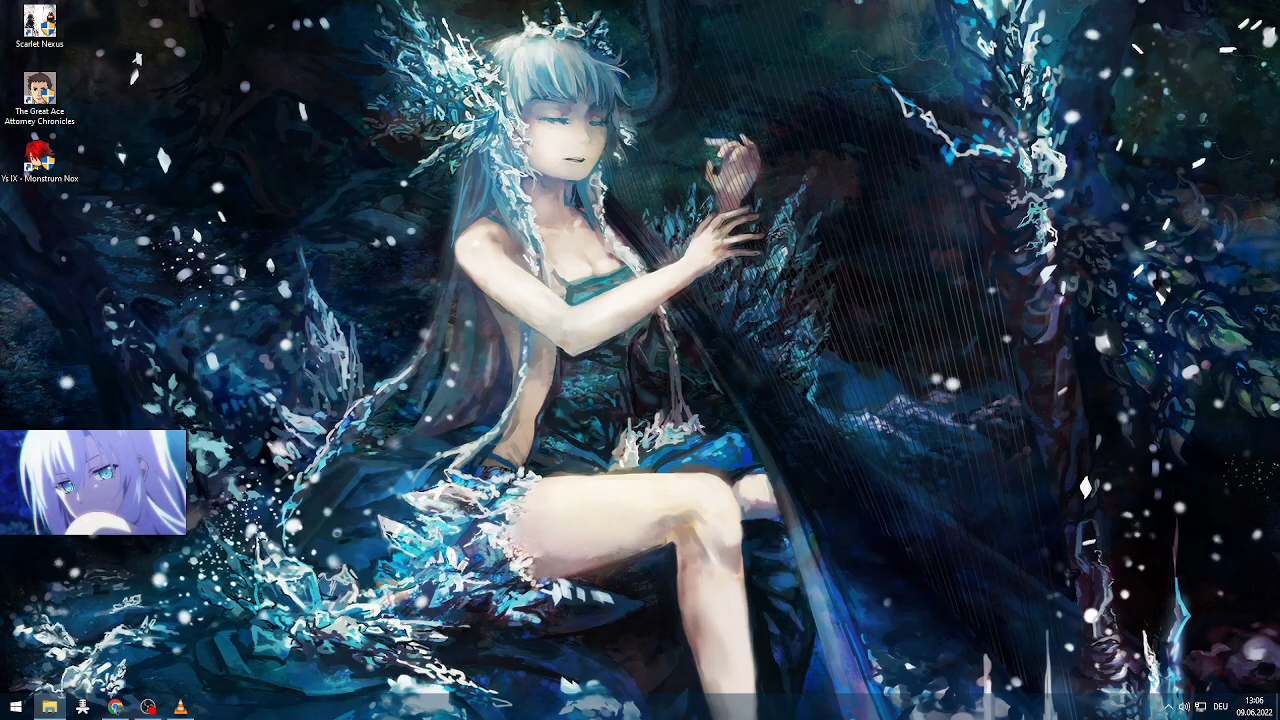 Scarlet Nexus
The Great Ace
Attorney Chronicles
Ys IX - Monstrum Nox
DEU
13:06
09.06.2022